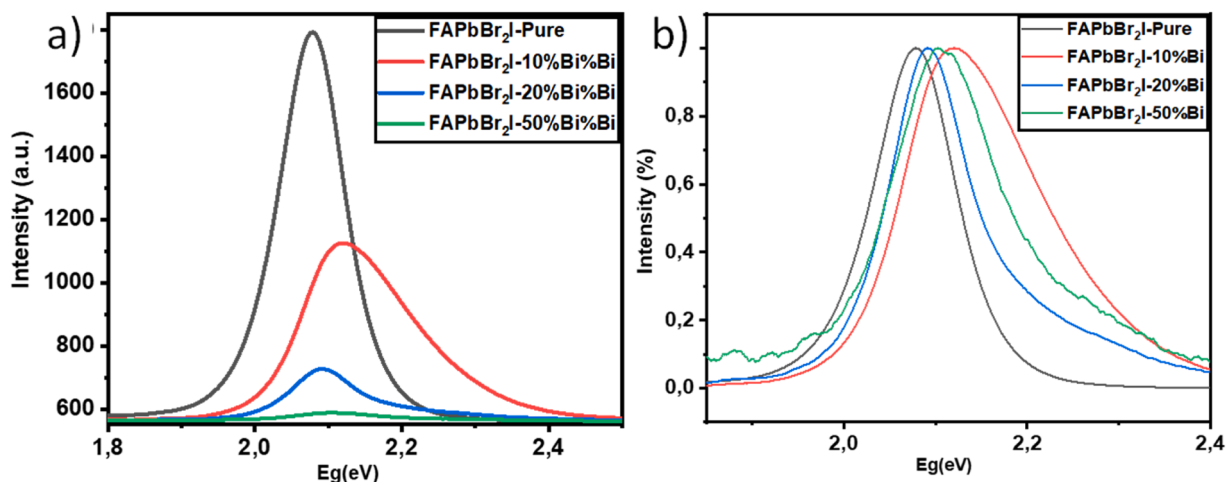 a)
FAPbBr₂I-Pure
FAPbBr₂I-10%Bi%Bi
FAPbBr₂I-20%Bi%Bi
FAPbBr₂I-50%Bi%Bi
Intensity (a.u.)
1600
1400
1200
1000
800
600
1,8
2,0
2,2
2,4
Eg(eV)
b)
FAPbBr₂I-Pure
FAPbBr₂I-10%Bi
FAPbBr₂I-20%Bi
FAPbBr₂I-50%Bi
Intensity (%)
0,8
0,6
0,4
0,2
0,0
2,0
2,2
2,4
Eg(eV)